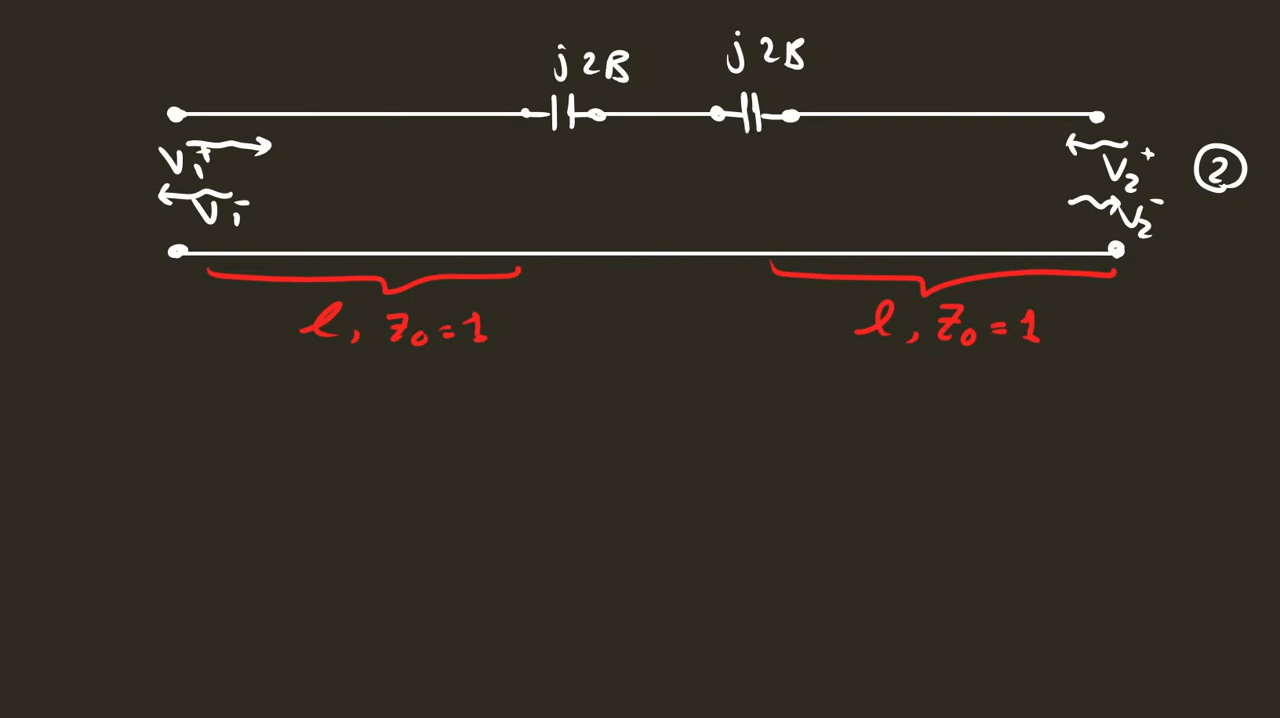 j 2B
j 2B
V₁⁺
V₁⁻
V₂⁺
V₂⁻
②
l, Z₀ = 1
l, Z₀ = 1